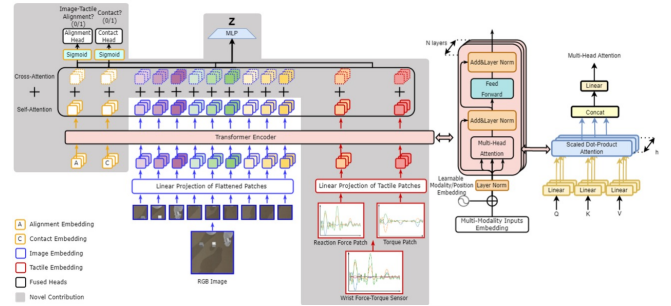 Image-Tactile
Alignment?
(0/1)
Contact?
(0/1)
Alignment
Head
Contact
Head
Sigmoid
Sigmoid
Z
MLP
Cross-Attention
Self-Attention
Transformer Encoder
A
C
Linear Projection of Flattened Patches
Linear Projection of Tactile Patches
Reaction Force Patch
Torque Patch
Wrist Force-Torque Sensor
RGB Image
A Alignment Embedding
C Contact Embedding
Image Embedding
Tactile Embedding
Fused Heads
Novel Contribution
N layers
Add&Layer Norm
Feed
Forward
Add&Layer Norm
Multi-Head
Attention
Learnable
Modality/Position
Embedding
Layer Norm
Multi-Modality Inputs
Embedding
Multi-Head Attention
Linear
Concat
Scaled Dot-Product
Attention
h
Linear
Linear
Linear
Q
K
V